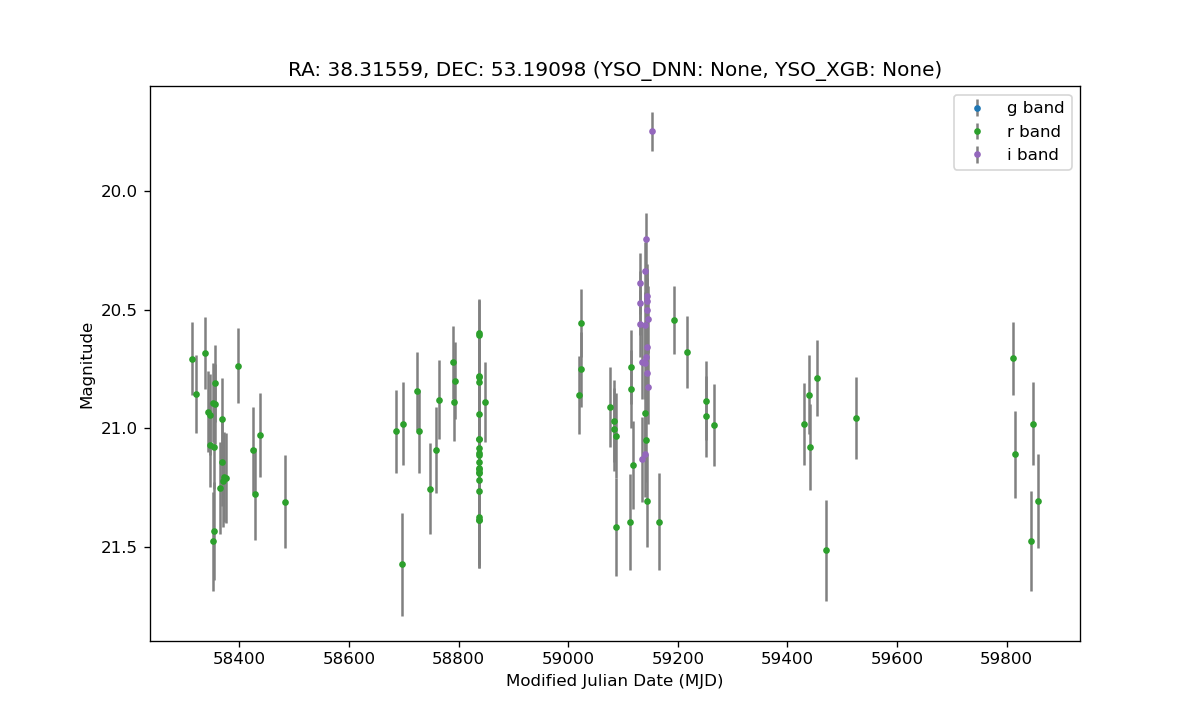 RA: 38.31559, DEC: 53.19098 (YSO_DNN: None, YSO_XGB: None)
g band
r band
i band
20.0
20.5
21.0
21.5
Magnitude
58400
58600
58800
59000
59200
59400
59600
59800
Modified Julian Date (MJD)